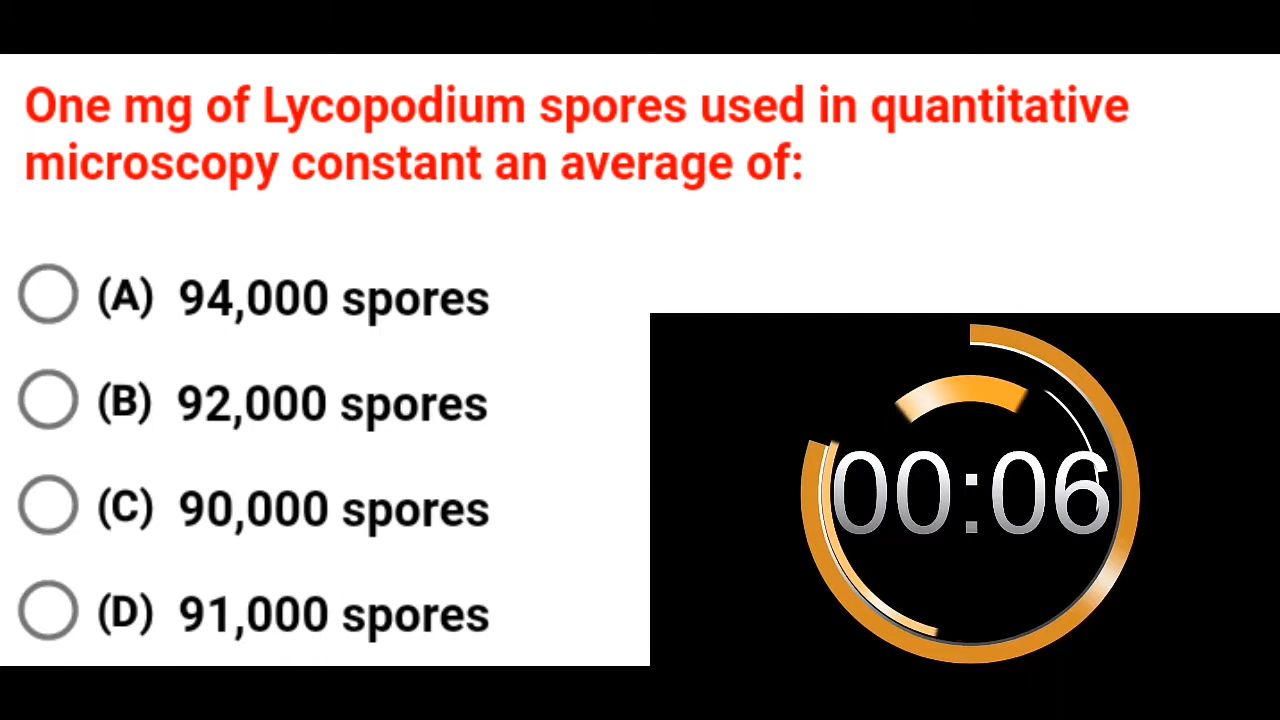 One mg of Lycopodium spores used in quantitative
microscopy constant an average of:
(A) 94,000 spores
(B) 92,000 spores
(C) 90,000 spores
(D) 91,000 spores
00:06